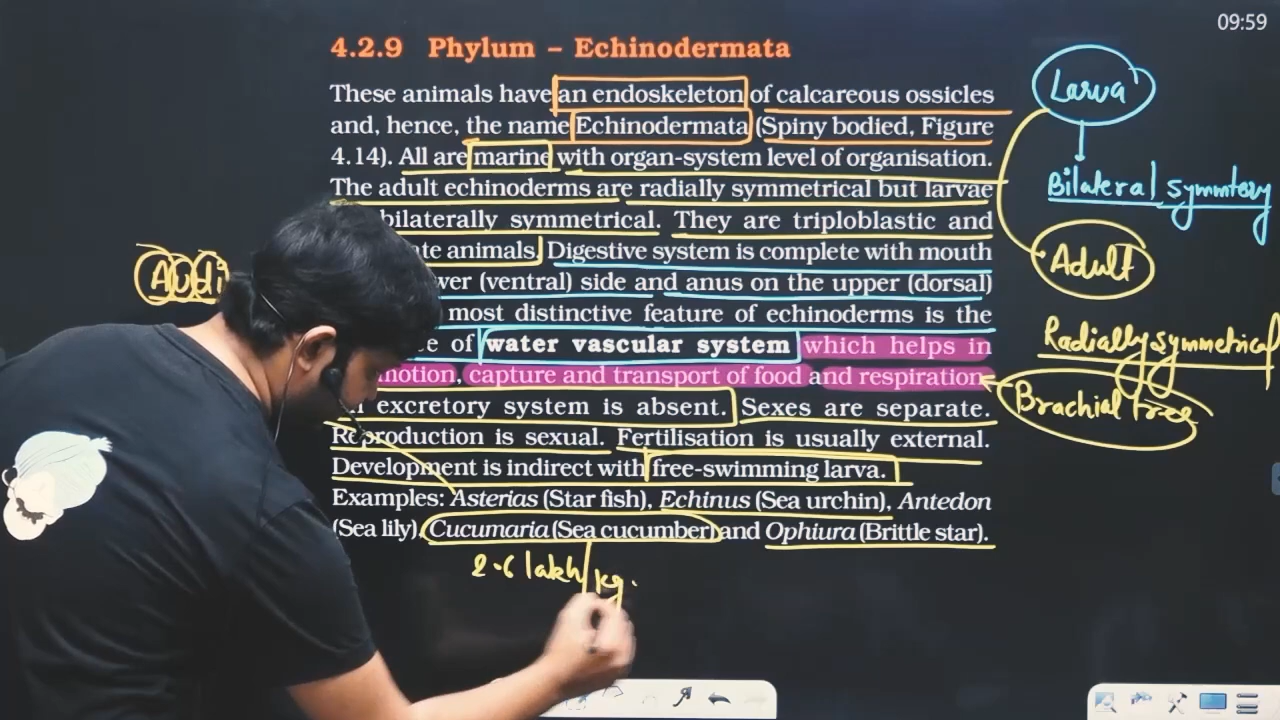 09:59
4.2.9 Phylum – Echinodermata
These animals have an endoskeleton of calcareous ossicles
and, hence, the name Echinodermata (Spiny bodied, Figure
4.14). All are marine with organ-system level of organisation.
The adult echinoderms are radially symmetrical but larvae
bilaterally symmetrical. They are triploblastic and
animals. Digestive system is complete with mouth
(ventral) side and anus on the upper (dorsal)
most distinctive feature of echinoderms is the
of water vascular system which helps in
capture and transport of food and respiration
excretory system is absent. Sexes are separate.
Reproduction is sexual. Fertilisation is usually external.
Development is indirect with free-swimming larva.
Examples: Asterias (Star fish), Echinus (Sea urchin), Antedon
(Sea lily), Cucumaria (Sea cucumber) and Ophiura (Brittle star).
2.6 lakh/kg.
Larva
Bilateral symmtery
Adult
Radially symmetrical
Brachial tree